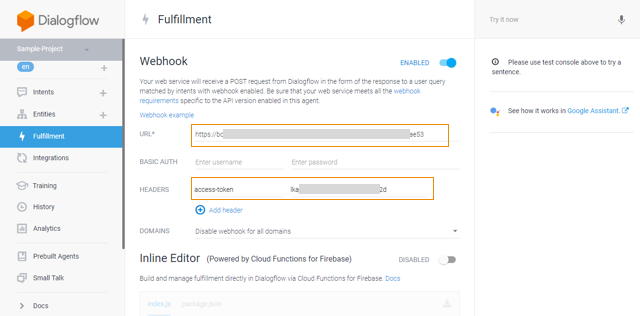 Dialogflow
Sample-Project
en
Intents
Entities
Fulfillment
Integrations
Training
History
Analytics
Prebuilt Agents
Small Talk
Docs
Fulfillment
Webhook
ENABLED
Your web service will receive a POST request from Dialogflow in the form of the response to a user query
matched by intents with webhook enabled. Be sure that your web service meets all the webhook
requirements specific to the API version enabled in this agent.
Webhook example
URL*
https://bc ae53
BASIC AUTH
Enter username
Enter password
HEADERS
access-token
lka 2d
Add header
DOMAINS
Disable webhook for all domains
Inline Editor (Powered by Cloud Functions for Firebase)
DISABLED
Build and manage fulfillment directly in Dialogflow via Cloud Functions for Firebase. Docs
index.js
package.json
Try it now
Please use test console above to try a
sentence.
See how it works in Google Assistant.